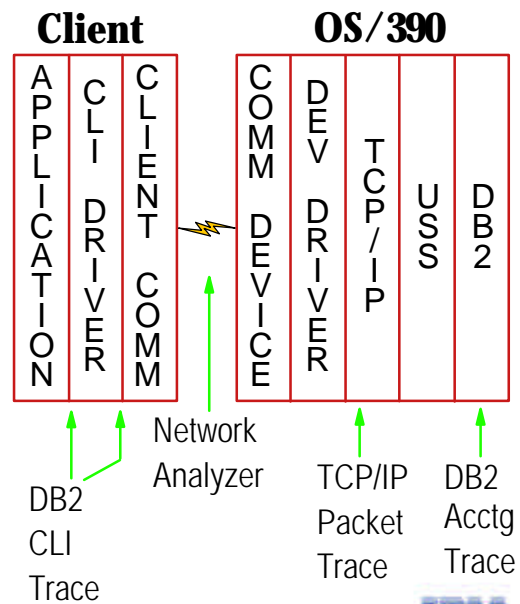 Client
OS/390
APPLICATION
CLI DRIVER
CLIENT COMM
COMM DEVICE
DEV DRIVER
TCP/IP
USS
DB2
Network
Analyzer
DB2
CLI
Trace
TCP/IP
Packet
Trace
DB2
Acctg
Trace